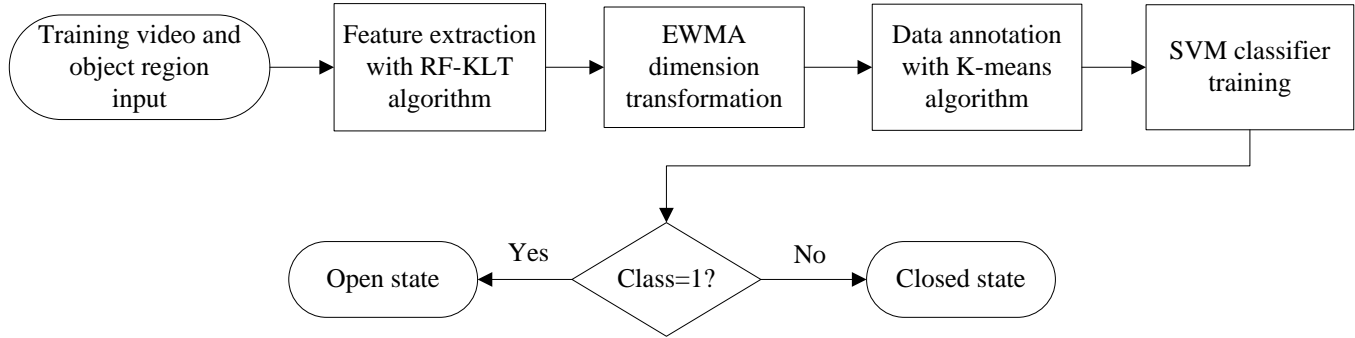 Training video and
object region
input
Feature extraction
with RF-KLT
algorithm
EWMA
dimension
transformation
Data annotation
with K-means
algorithm
SVM classifier
training
Yes
No
Open state
Class=1?
Closed state